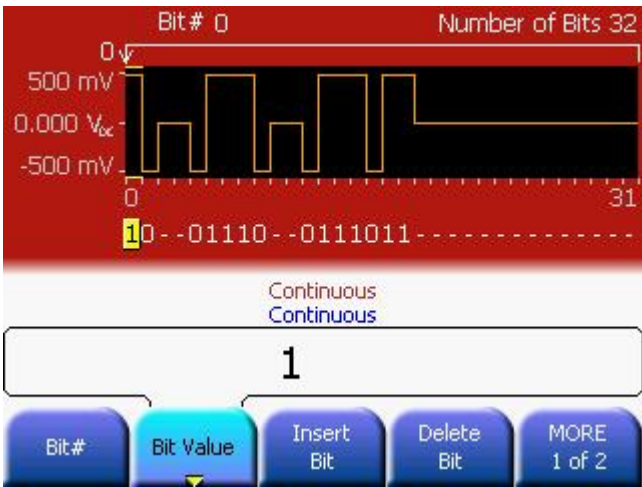 Bit# 0 Number of Bits 32
0
500 mV
0.000 Vdc
-500 mV
0 31
10--01110--0111011--------------
Continuous
Continuous
1
Bit#
Bit Value
Insert
Bit
Delete
Bit
MORE
1 of 2